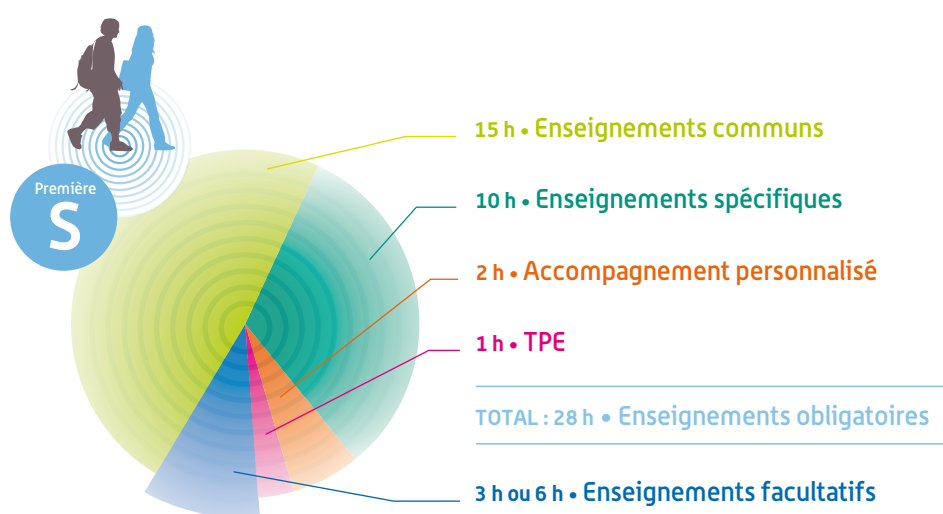 Première
S
15 h • Enseignements communs
10 h • Enseignements spécifiques
2 h • Accompagnement personnalisé
1 h • TPE
TOTAL : 28 h • Enseignements obligatoires
3 h ou 6 h • Enseignements facultatifs